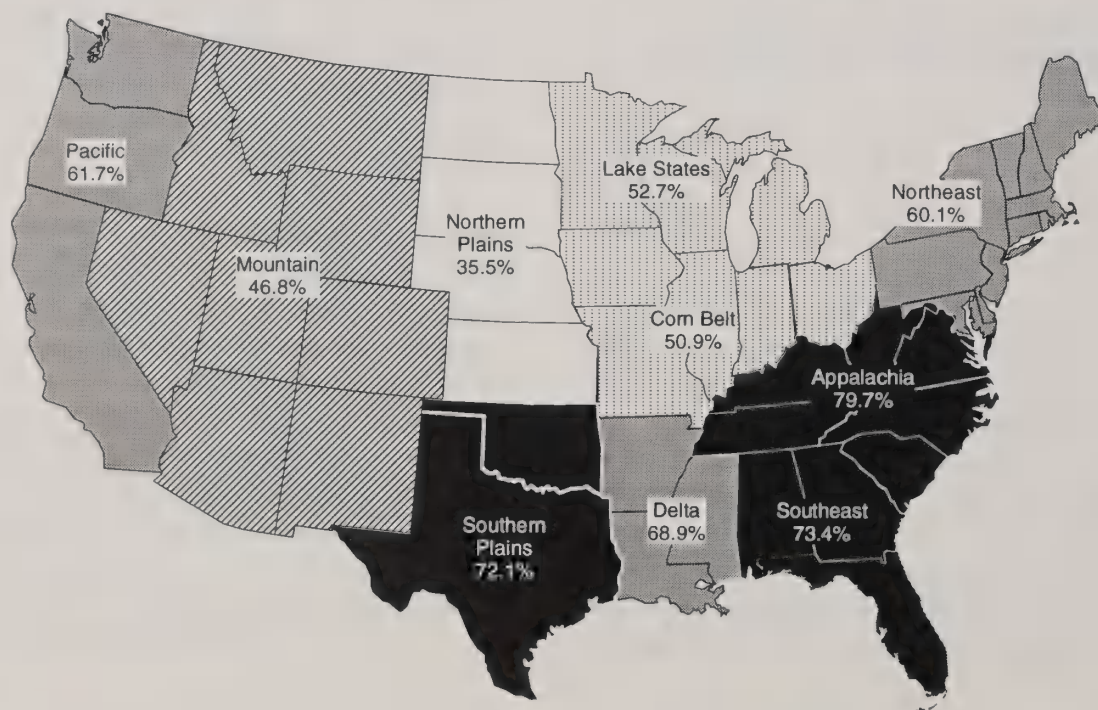 Pacific
61.7%
Mountain
46.8%
Northern
Plains
35.5%
Lake States
52.7%
Corn Belt
50.9%
Northeast
60.1%
Appalachia
79.7%
Southern
Plains
72.1%
Delta
68.9%
Southeast
73.4%